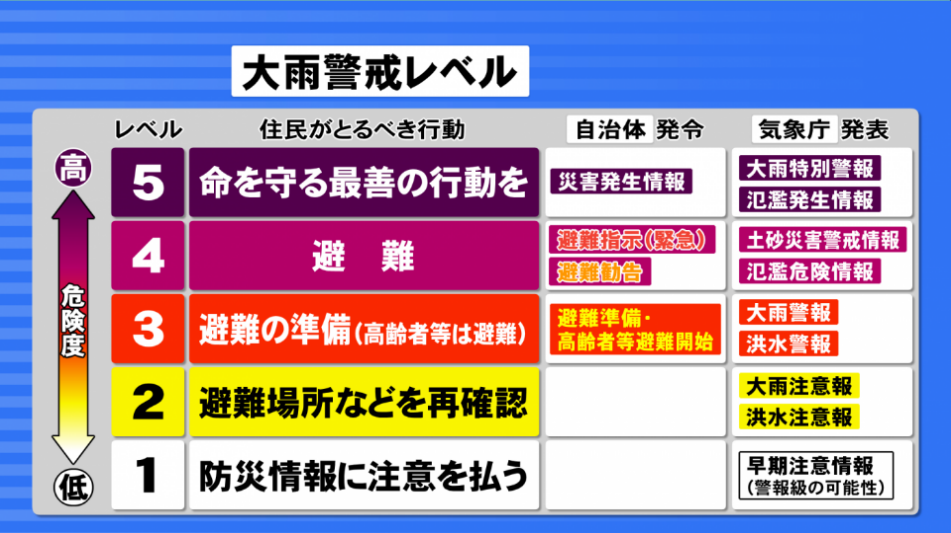 大雨警戒レベル
レベル 住民がとるべき行動 自治体 発令 気象庁 発表
高
危険度
低
5 命を守る最善の行動を 災害発生情報 大雨特別警報
氾濫発生情報
4 避 難 避難指示(緊急) 土砂災害警戒情報
避難勧告 氾濫危険情報
3 避難の準備(高齢者等は避難) 避難準備・ 大雨警報
高齢者等避難開始 洪水警報
2 避難場所などを再確認 大雨注意報
洪水注意報
1 防災情報に注意を払う 早期注意情報
(警報級の可能性)